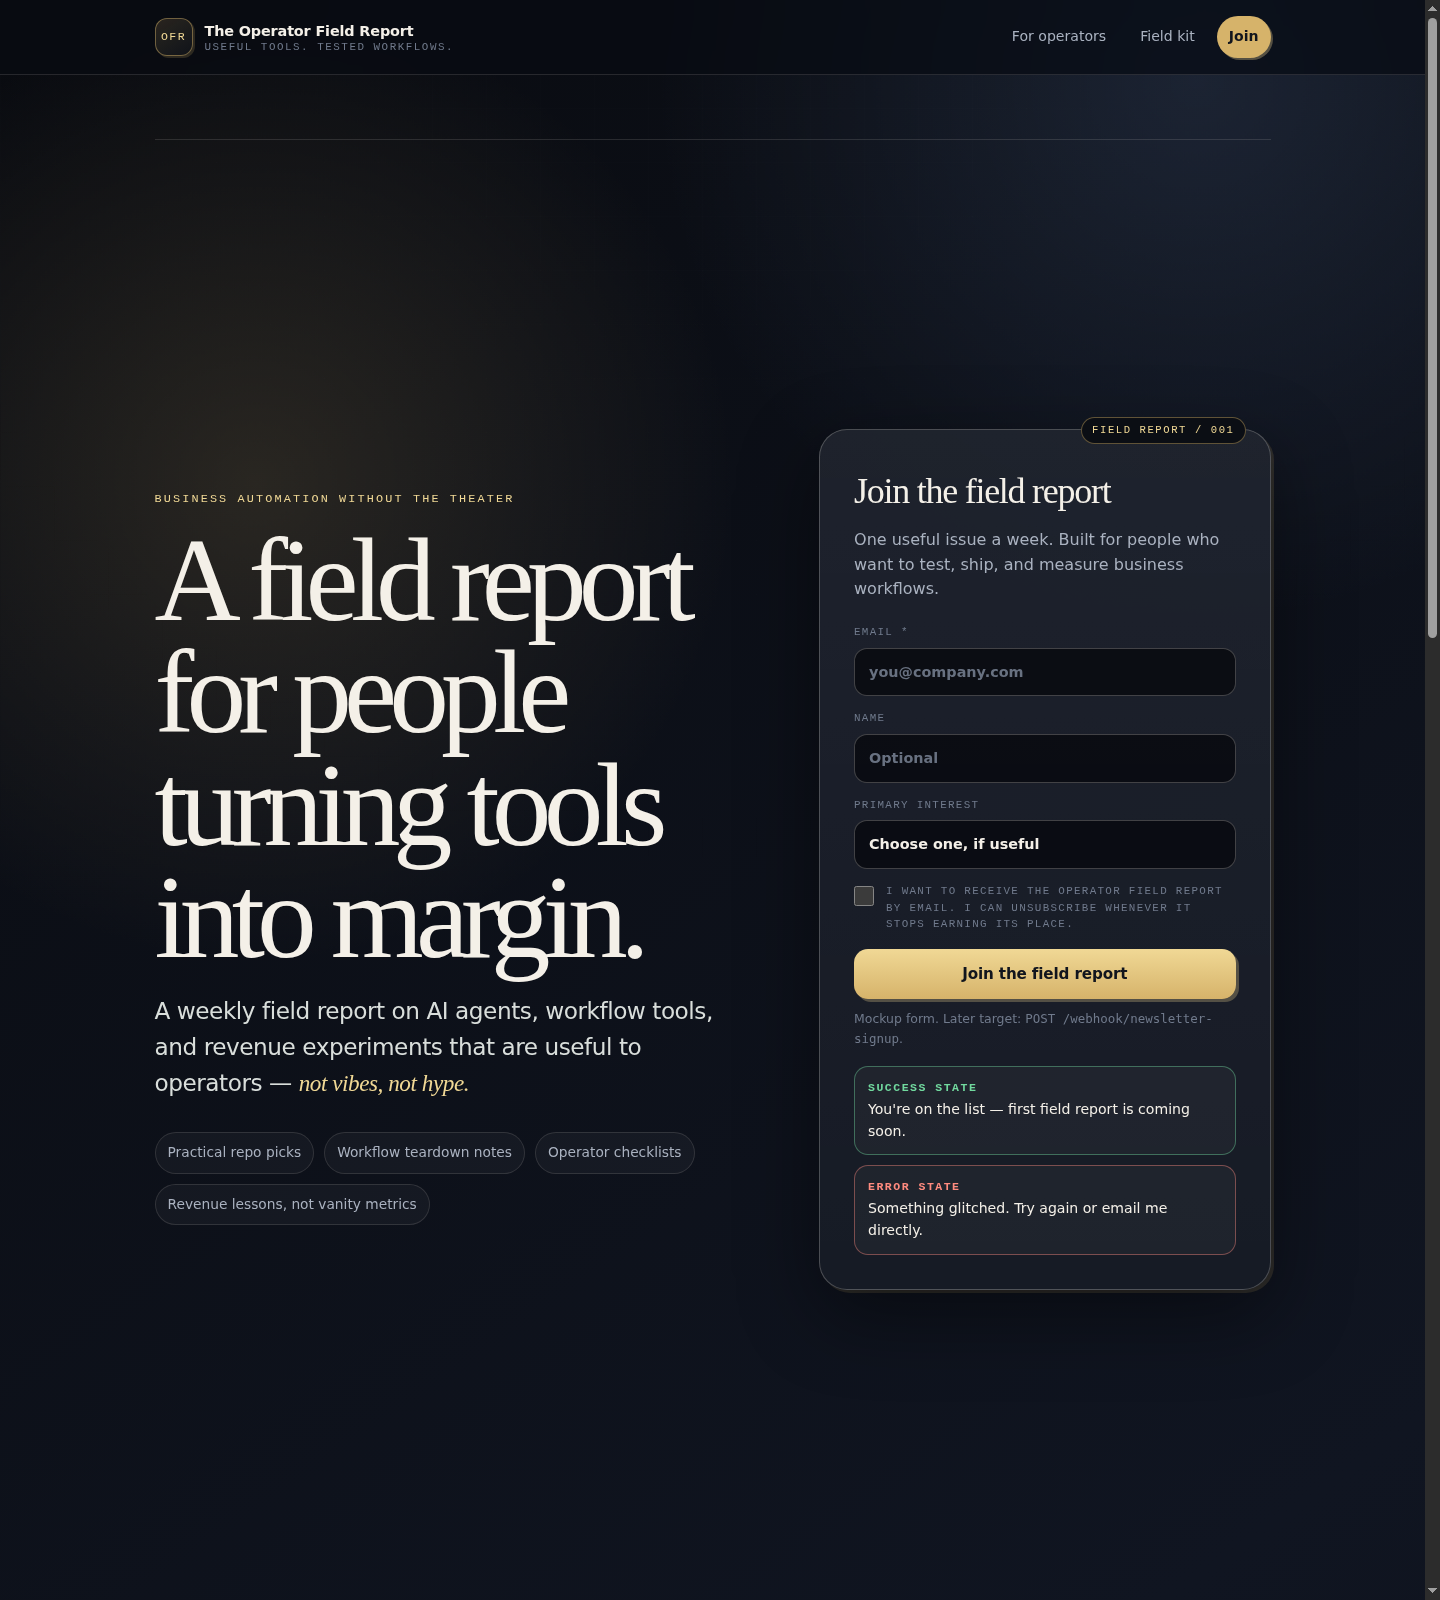 OFR
The Operator Field Report
USEFUL TOOLS. TESTED WORKFLOWS.
For operators
Field kit
Join
BUSINESS AUTOMATION WITHOUT THE THEATER
A field report
for people
turning tools
into margin.
A weekly field report on AI agents, workflow tools,
and revenue experiments that are useful to
operators — not vibes, not hype.
Practical repo picks
Workflow teardown notes
Operator checklists
Revenue lessons, not vanity metrics
FIELD REPORT / 001
Join the field report
One useful issue a week. Built for people who
want to test, ship, and measure business
workflows.
EMAIL *
you@company.com
NAME
Optional
PRIMARY INTEREST
Choose one, if useful
I WANT TO RECEIVE THE OPERATOR FIELD REPORT
BY EMAIL. I CAN UNSUBSCRIBE WHENEVER IT
STOPS EARNING ITS PLACE.
Join the field report
Mockup form. Later target: POST /webhook/newsletter-
signup.
SUCCESS STATE
You're on the list — first field report is coming
soon.
ERROR STATE
Something glitched. Try again or email me
directly.